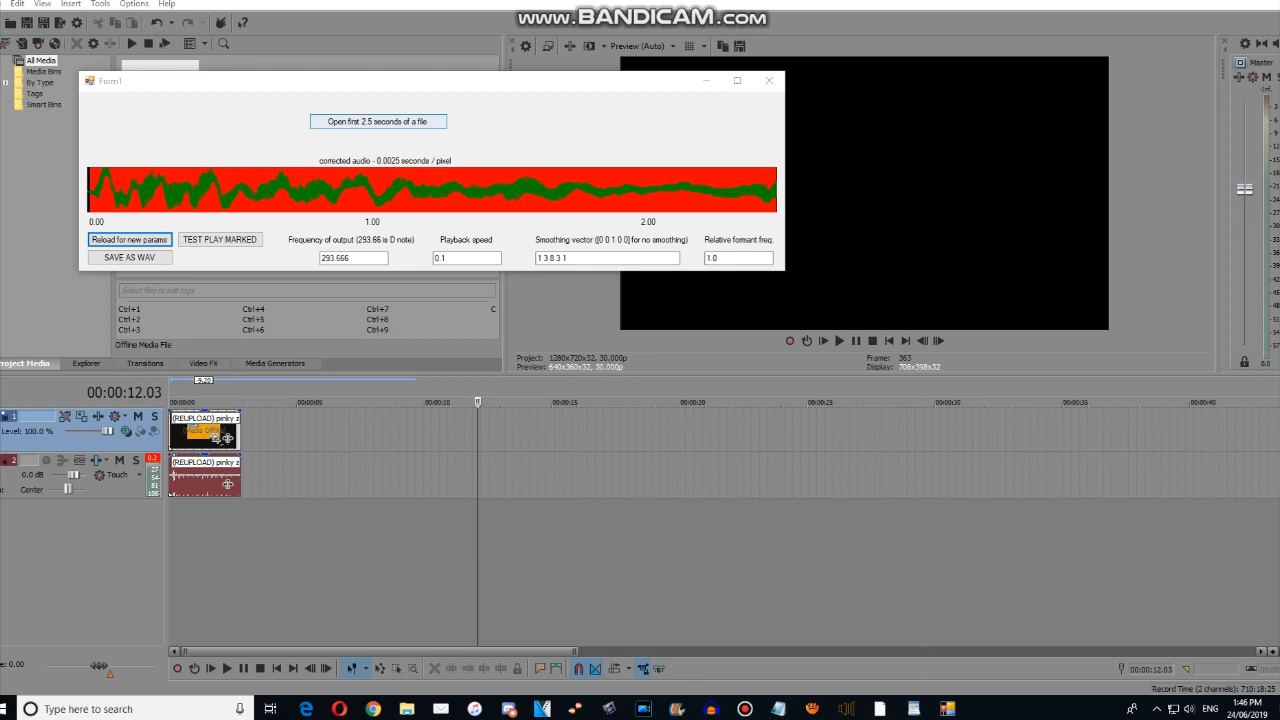 Edit View Insert Tools Options Help
www.BANDICAM.com
Preview (Auto)
All Media
Media Bins
By Type
Tags
Smart Bins
Master
-Inf.
Form1
Open first 2.5 seconds of a file
corrected audio - 0.0025 seconds / pixel
0.00 1.00 2.00
Reload for new params TEST PLAY MARKED Frequency of output (293.66 is D note) Playback speed Smoothing vector ([0 0 1 0 0] for no smoothing) Relative formant freq.
SAVE AS WAV 293.666 0.1 1 3 8 3 1 1.0
Select files to edit tags
Ctrl+1 Ctrl+4 Ctrl+7 C
Ctrl+2 Ctrl+5 Ctrl+8
Ctrl+3 Ctrl+6 Ctrl+9
Offline Media File
Project Media Explorer Transitions Video FX Media Generators
Project: 1280x720x32, 30.000p Frame: 363
Preview: 640x360x32, 30.000p Display: 708x398x32
00:00:12.03
-9.20
00:00:00 00:00:05 00:00:10 00:00:15 00:00:20 00:00:25 00:00:30 00:00:35 00:00:40
1 M S
Level: 100.0 %
(REUPLOAD) pinky z
2 M S
0.0 dB Touch
Center
(REUPLOAD) pinky z
e: 0.00
00:00:12.03
Record Time (2 channels): 710:18:25
Type here to search
ENG
1:46 PM
24/06/2019